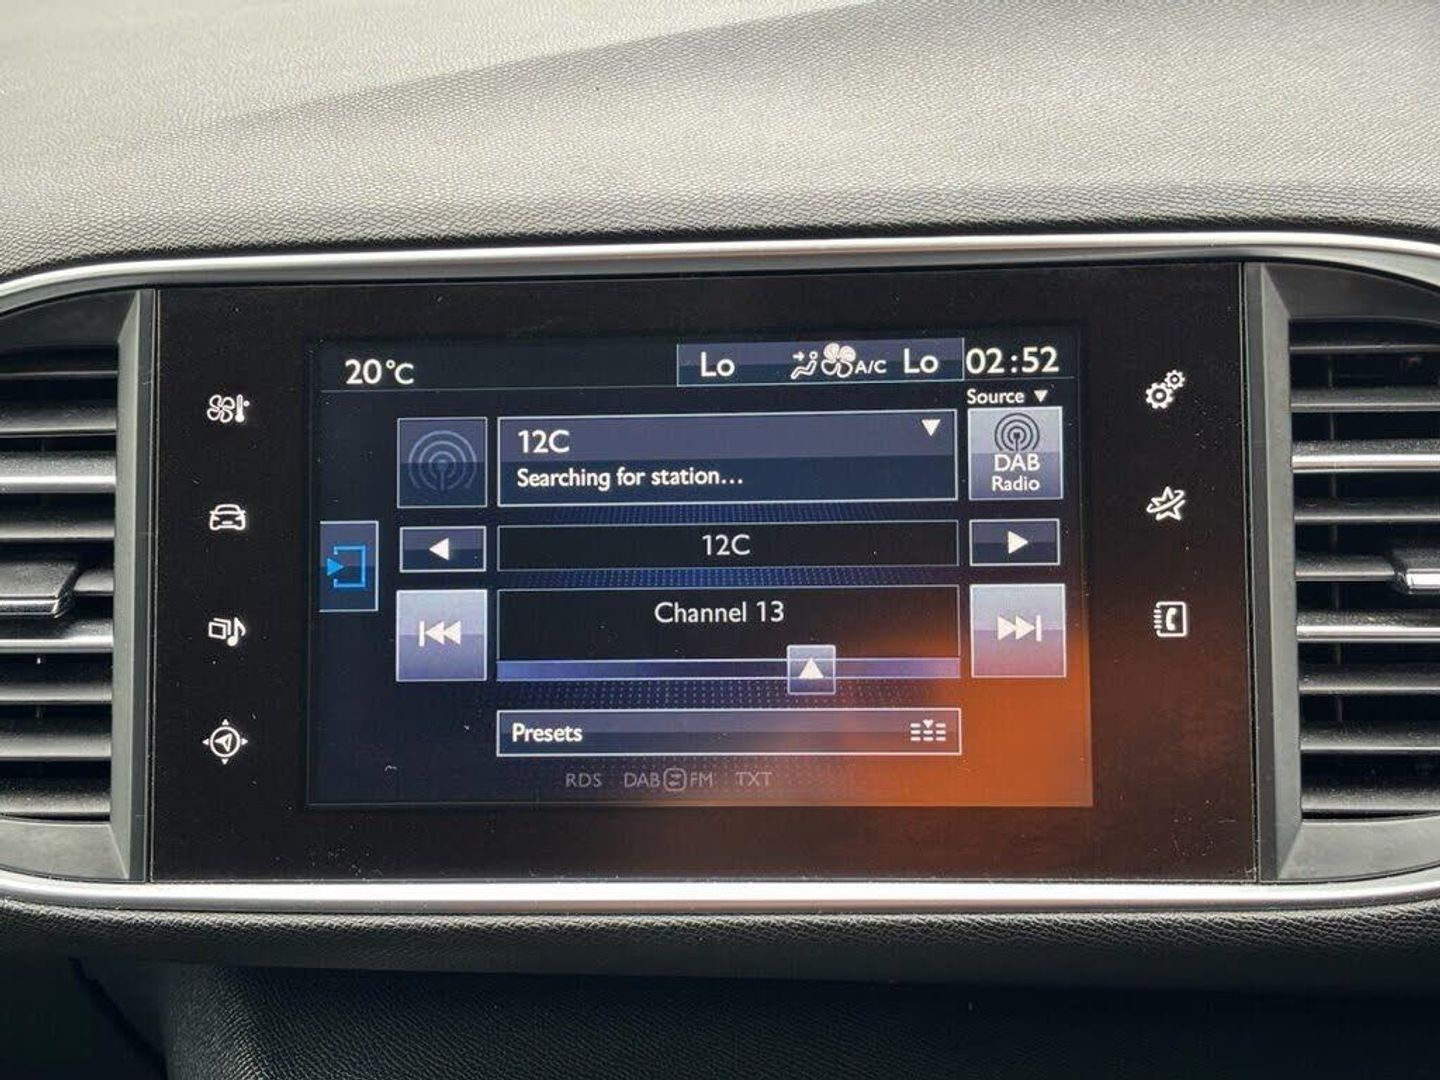 20°C Lo A/C Lo 02:52
Source
12C
Searching for station...
DAB
Radio
12C
Channel 13
Presets
RDS DAB FM TXT